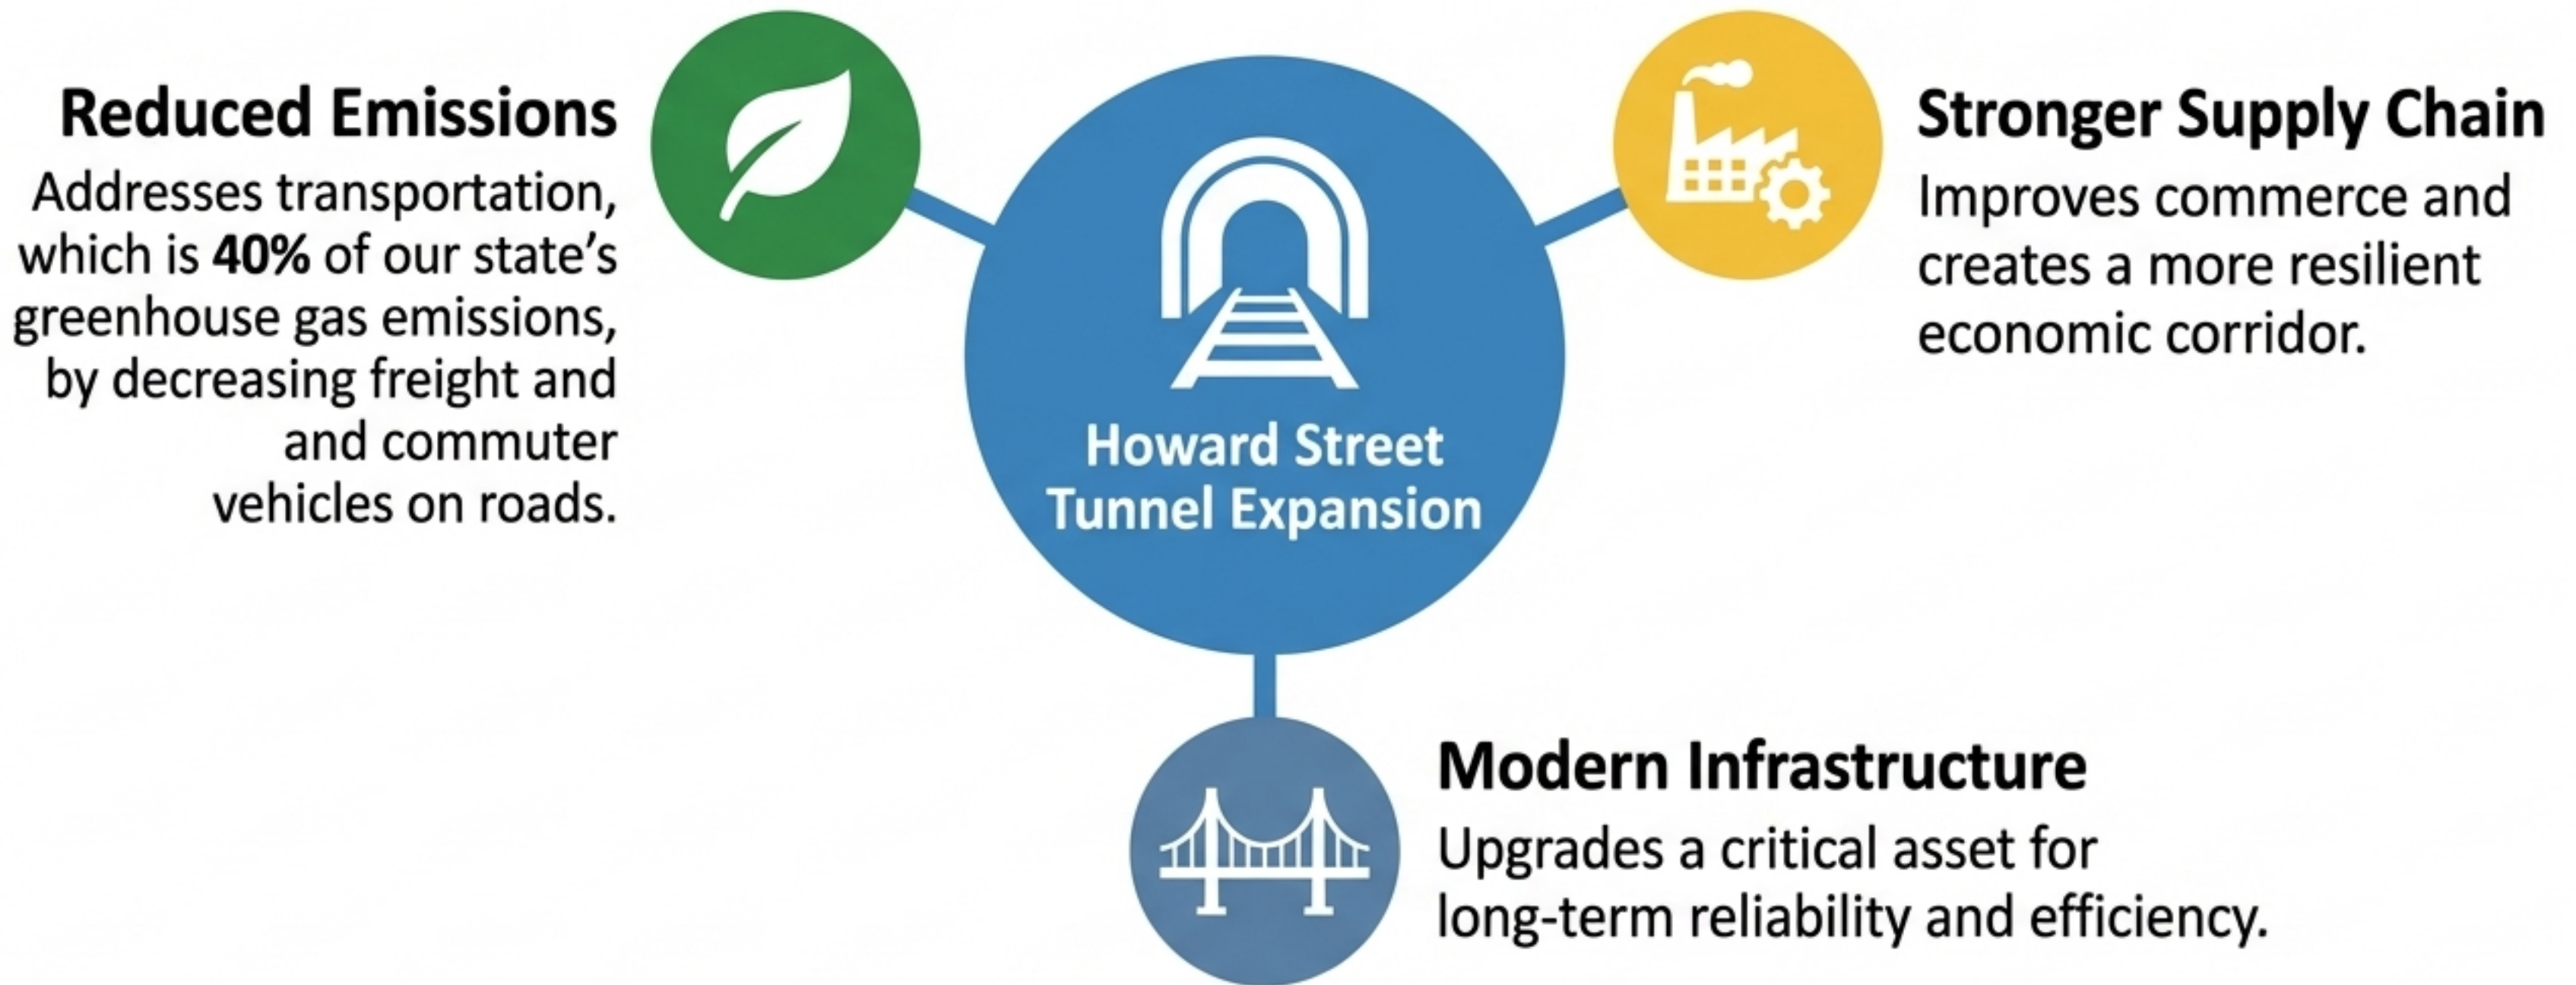 Reduced Emissions
Addresses transportation,
which is 40% of our state's
greenhouse gas emissions,
by decreasing freight and
and commuter
vehicles on roads.
Howard Street
Tunnel Expansion
Stronger Supply Chain
Improves commerce and
creates a more resilient
economic corridor.
Modern Infrastructure
Upgrades a critical asset for
long-term reliability and efficiency.